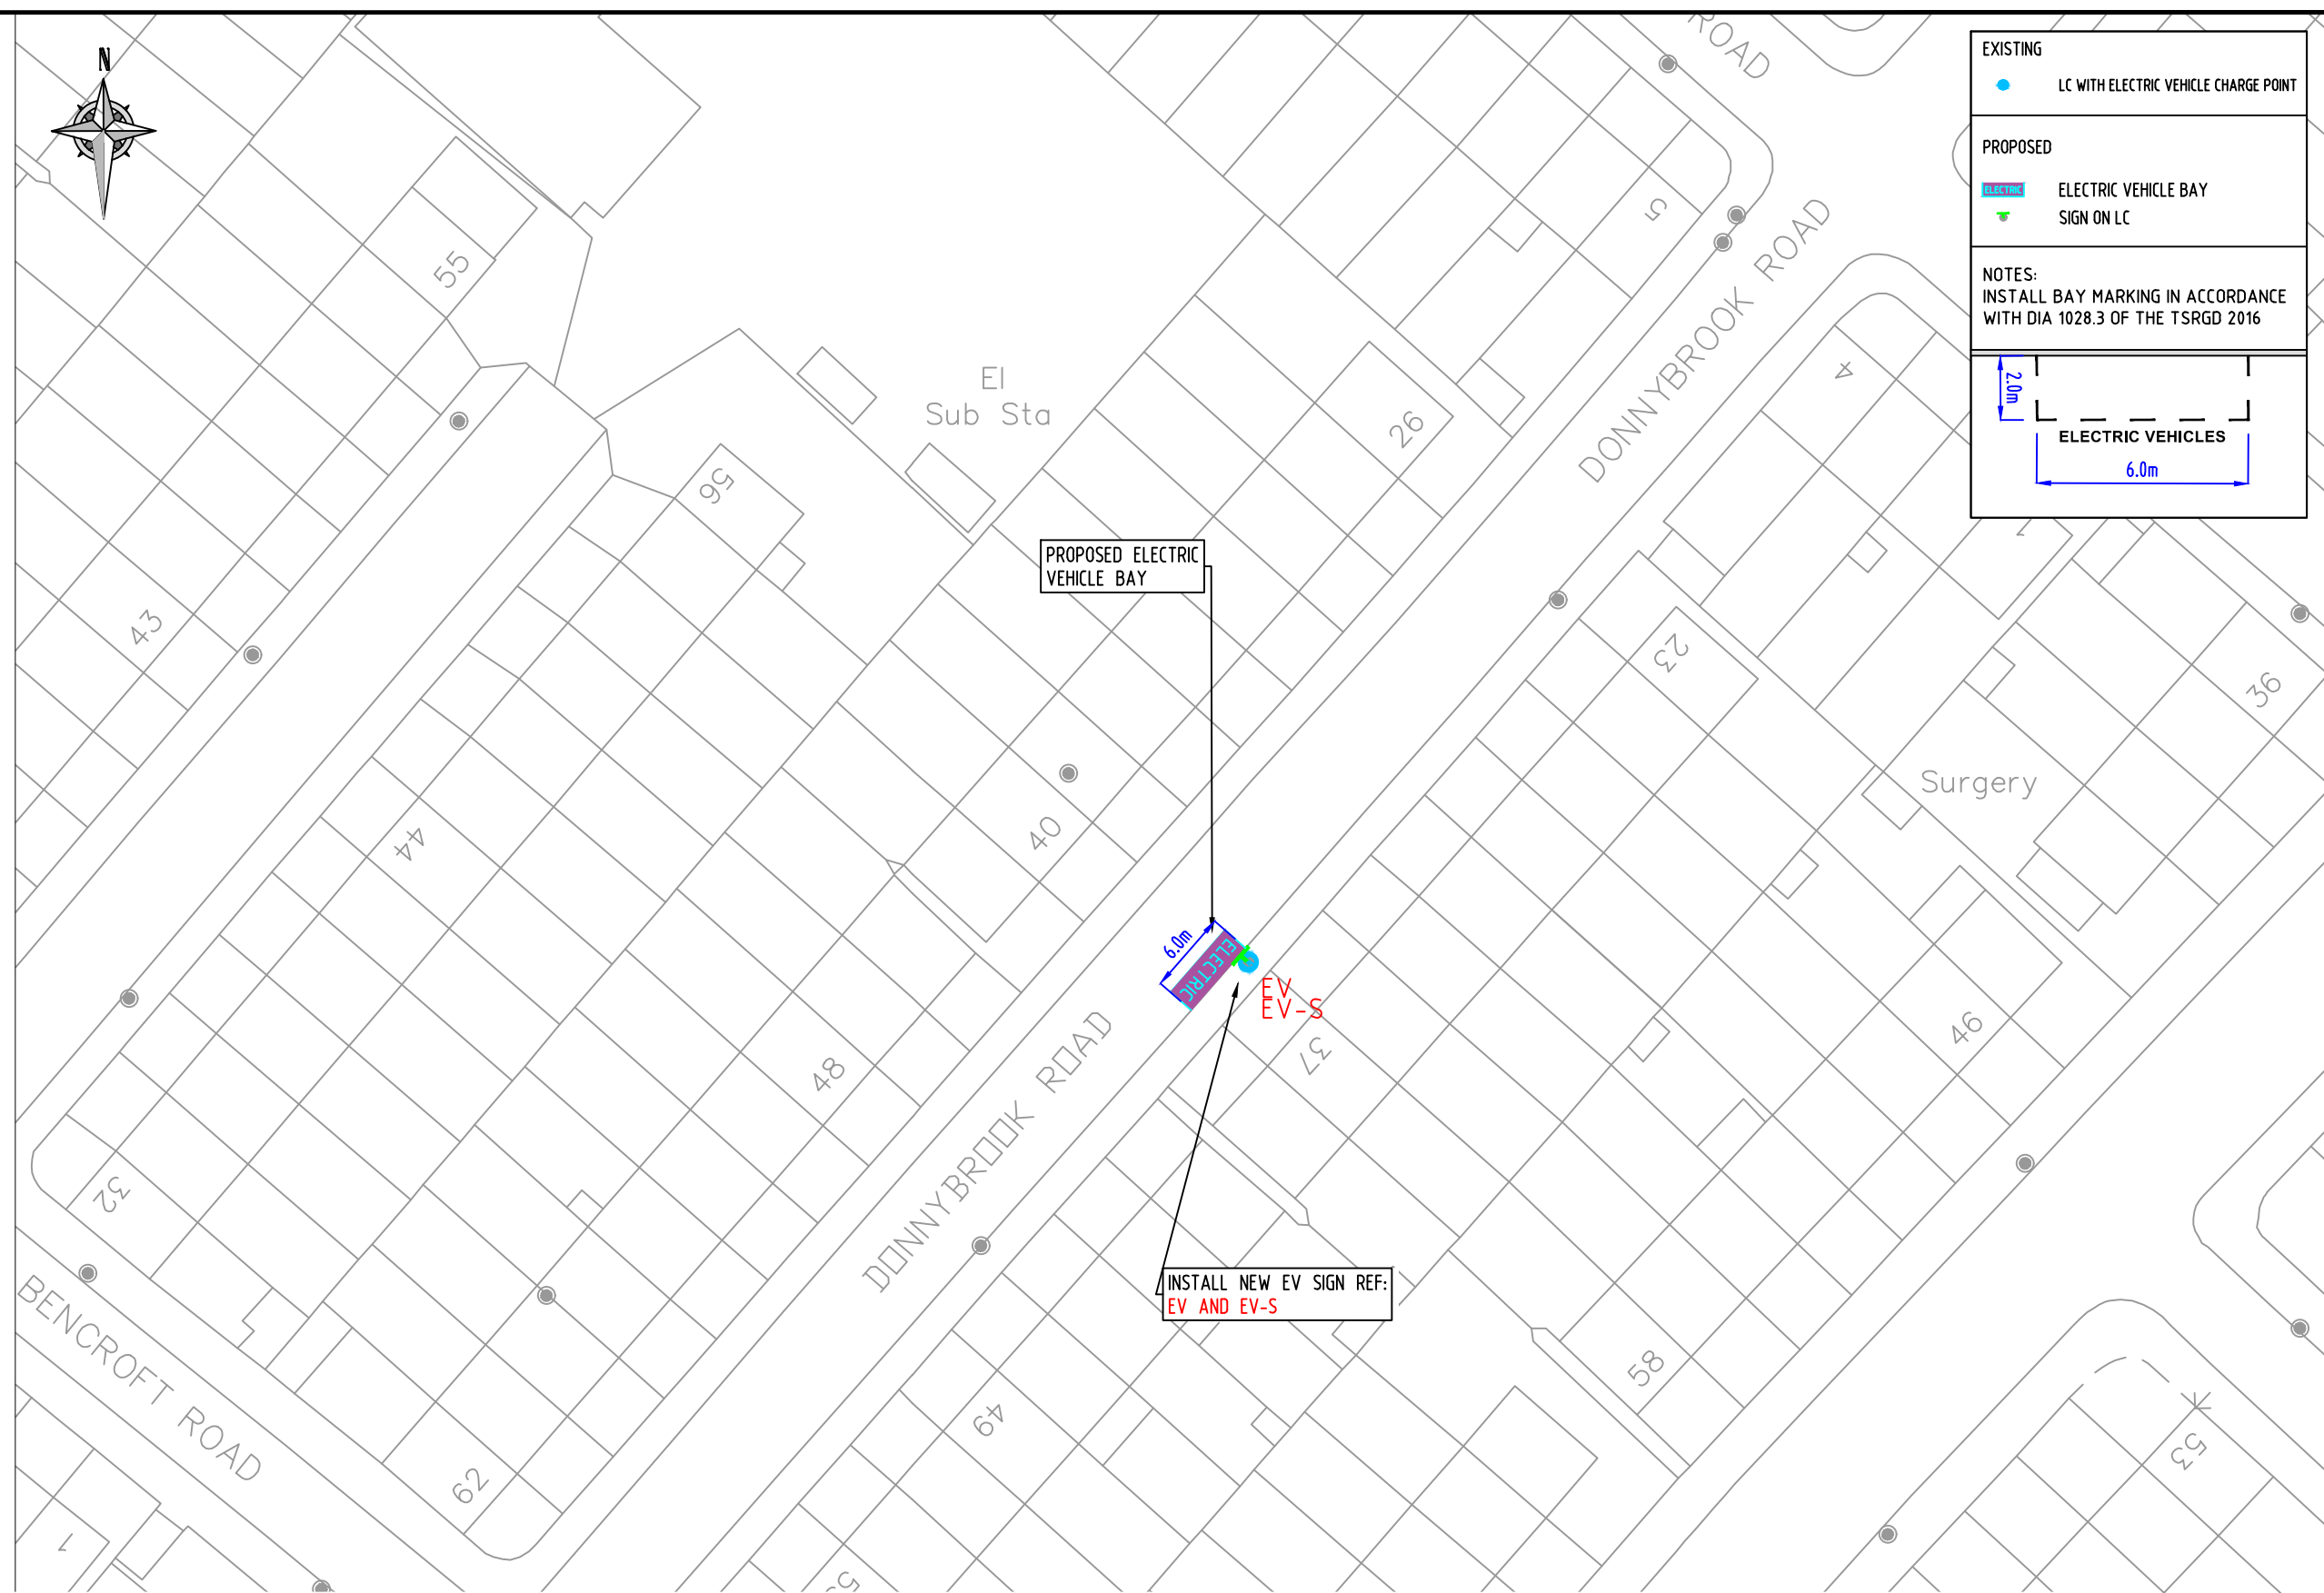 N
ROAD
EXISTING
LC WITH ELECTRIC VEHICLE CHARGE POINT
PROPOSED
ELECTRIC
ELECTRIC VEHICLE BAY
SIGN ON LC
NOTES:
INSTALL BAY MARKING IN ACCORDANCE
WITH DIA 1028.3 OF THE TSRGD 2016
2.0m
ELECTRIC VEHICLES
6.0m
55
5
DONNYBROOK ROAD
4
El
Sub Sta
26
56
1
PROPOSED ELECTRIC
VEHICLE BAY
43
23
36
Surgery
44
40
6.0m
ELECTRIC
EV
EV-S
37
46
48
DONNYBROOK ROAD
32
INSTALL NEW EV SIGN REF:
EV AND EV-S
BENCROFT ROAD
58
49
53
62
1